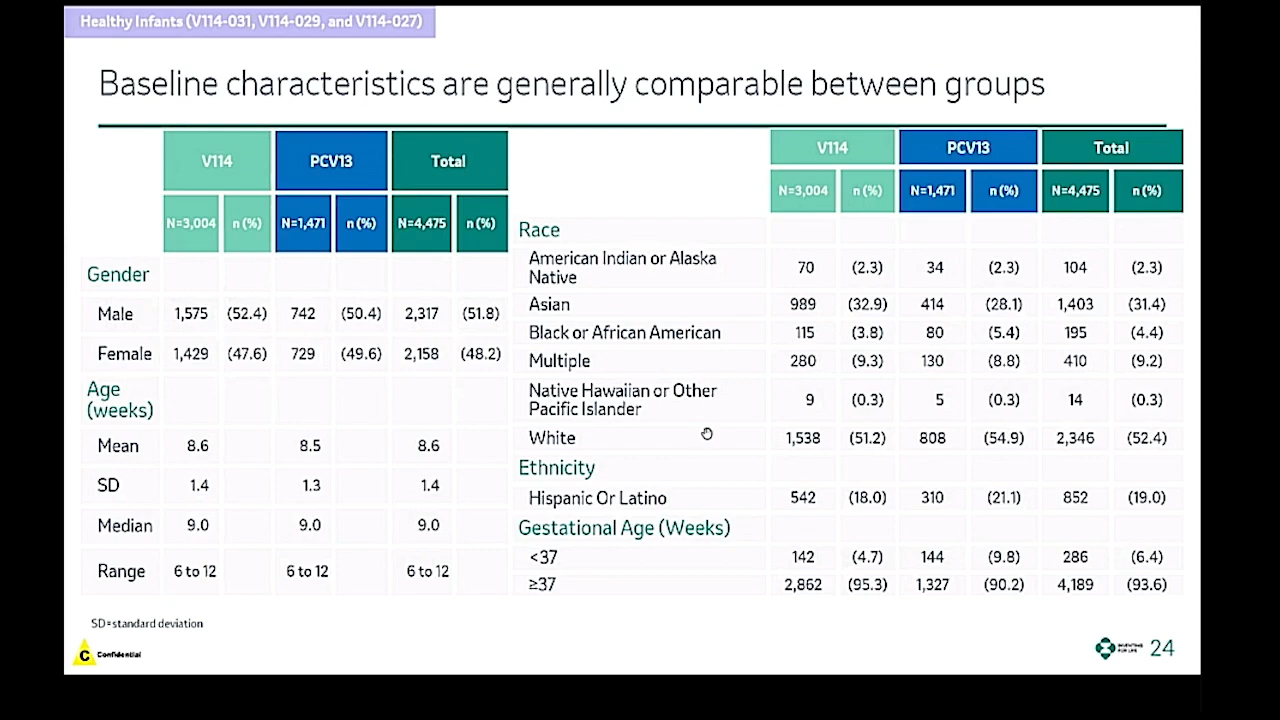 Healthy Infants (V114-031, V114-029, and V114-027)
Baseline characteristics are generally comparable between groups
V114 PCV13 Total
N=3,004 n (%) N=1,471 n (%) N=4,475 n (%)
Gender
Male 1,575 (52.4) 742 (50.4) 2,317 (51.8)
Female 1,429 (47.6) 729 (49.6) 2,158 (48.2)
Age
(weeks)
Mean 8.6 8.5 8.6
SD 1.4 1.3 1.4
Median 9.0 9.0 9.0
Range 6 to 12 6 to 12 6 to 12
V114 PCV13 Total
N=3,004 n (%) N=1,471 n (%) N=4,475 n (%)
Race
American Indian or Alaska
Native 70 (2.3) 34 (2.3) 104 (2.3)
Asian 989 (32.9) 414 (28.1) 1,403 (31.4)
Black or African American 115 (3.8) 80 (5.4) 195 (4.4)
Multiple 280 (9.3) 130 (8.8) 410 (9.2)
Native Hawaiian or Other
Pacific Islander 9 (0.3) 5 (0.3) 14 (0.3)
White 1,538 (51.2) 808 (54.9) 2,346 (52.4)
Ethnicity
Hispanic Or Latino 542 (18.0) 310 (21.1) 852 (19.0)
Gestational Age (Weeks)
<37 142 (4.7) 144 (9.8) 286 (6.4)
≥37 2,862 (95.3) 1,327 (90.2) 4,189 (93.6)
SD=standard deviation
C Confidential
INVENTING
FOR LIFE
24